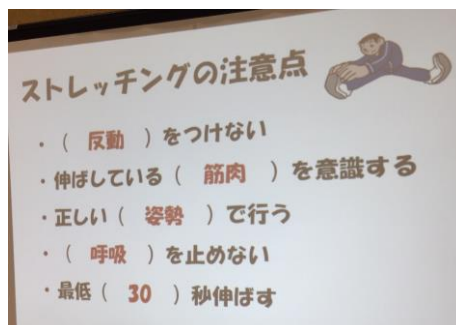 ストレッチングの注意点
・（ 反動 ）をつけない
・伸ばしている（ 筋肉 ）を意識する
・正しい（ 姿勢 ）で行う
・（ 呼吸 ）を止めない
・最低（ 30 ）秒伸ばす